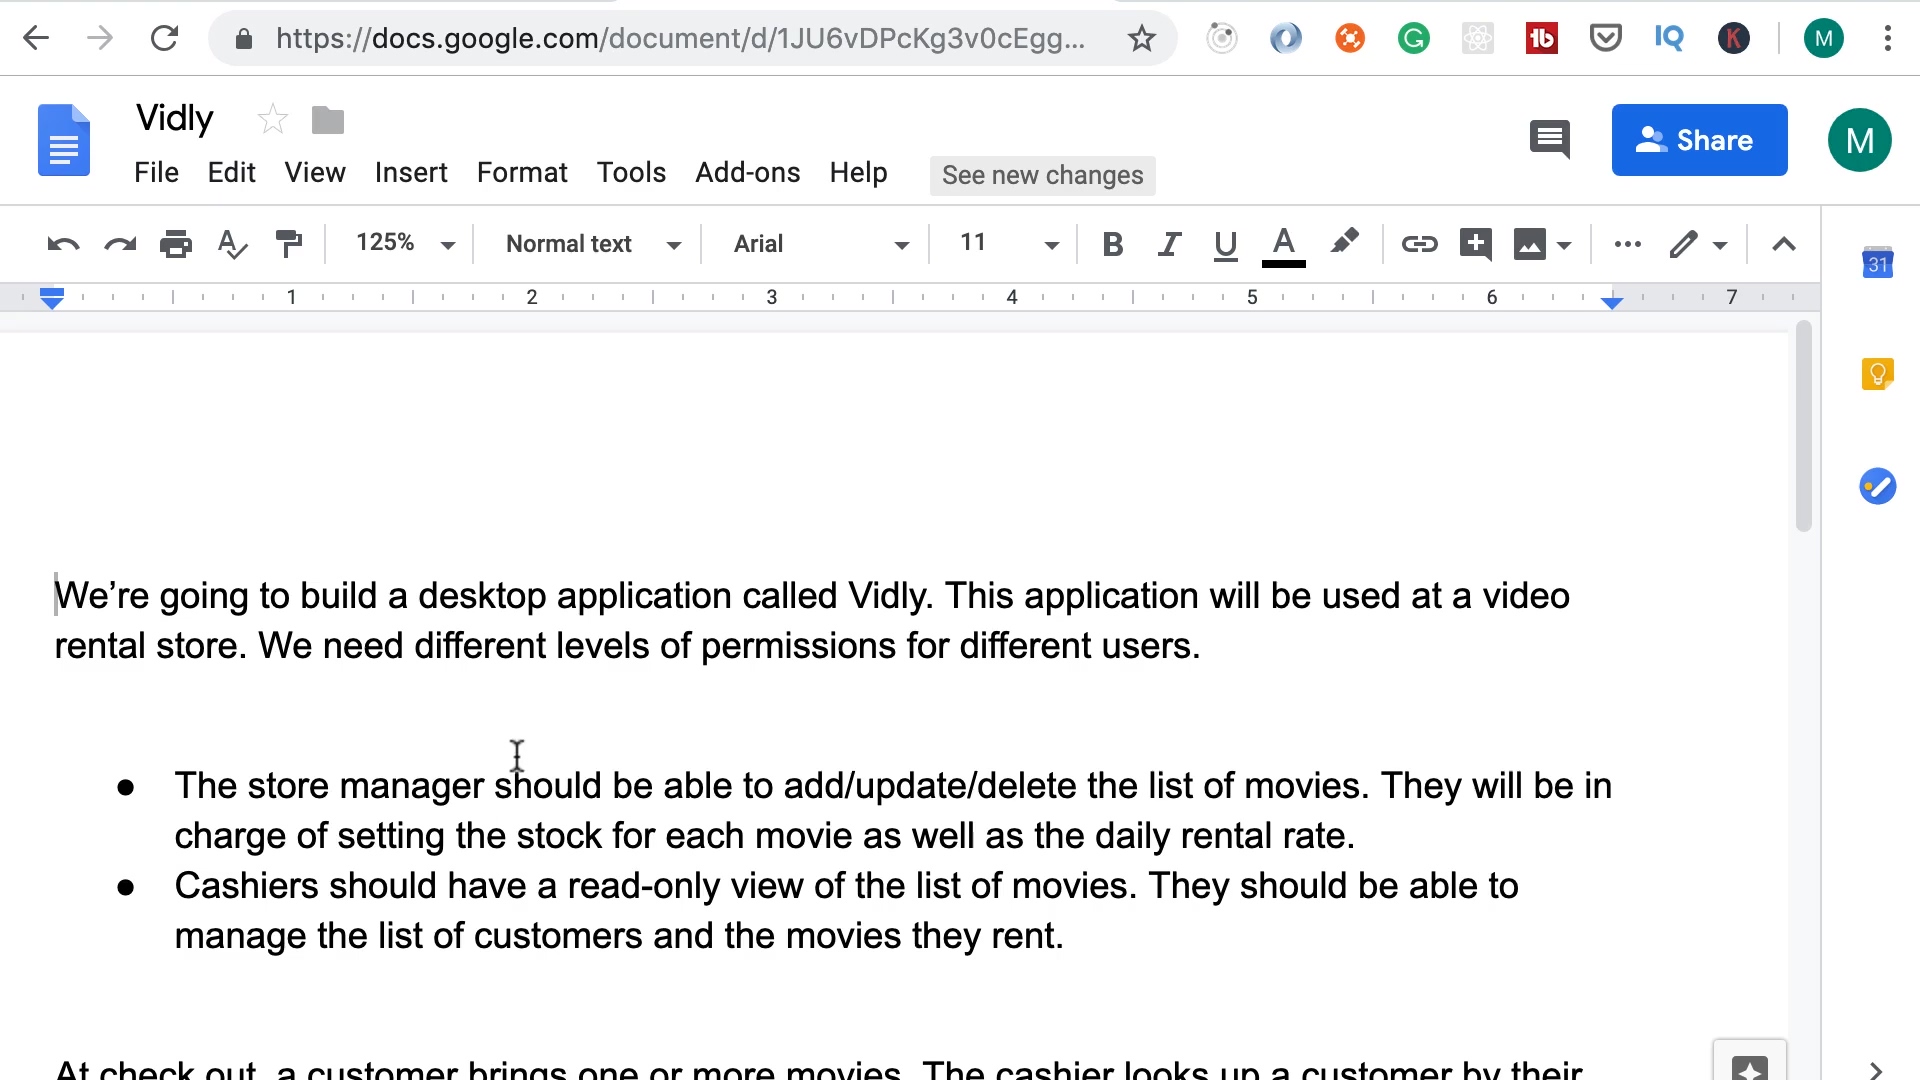 https://docs.google.com/document/d/1JU6vDPcKg3v0cEgg...
G
tb
IQ
K
M
Vidly
File Edit View Insert Format Tools Add-ons Help See new changes
Share
M
125% Normal text Arial 11 B I U A
31
1 2 3 4 5 6 7
We’re going to build a desktop application called Vidly. This application will be used at a video
rental store. We need different levels of permissions for different users.
● The store manager should be able to add/update/delete the list of movies. They will be in
charge of setting the stock for each movie as well as the daily rental rate.
● Cashiers should have a read-only view of the list of movies. They should be able to
manage the list of customers and the movies they rent.
At check out, a customer brings one or more movies. The cashier looks up a customer by their